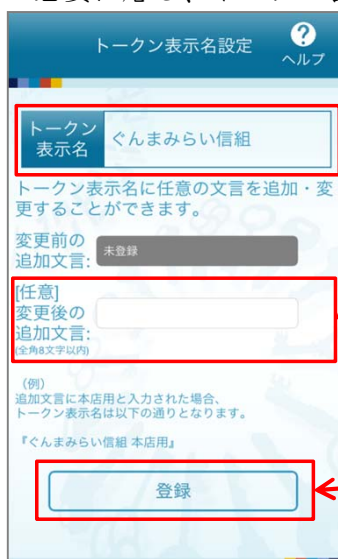 トークン表示名設定
?
ヘルプ
トークン
表示名
ぐんまみらい信組
トークン表示名に任意の文言を追加・変
更することができます。
変更前の
追加文言:
未登録
[任意]
変更後の
追加文言:
(全角8文字以内)
(例)
追加文言に本店用と入力された場合、
トークン表示名は以下の通りとなります。
『ぐんまみらい信組 本店用』
登録